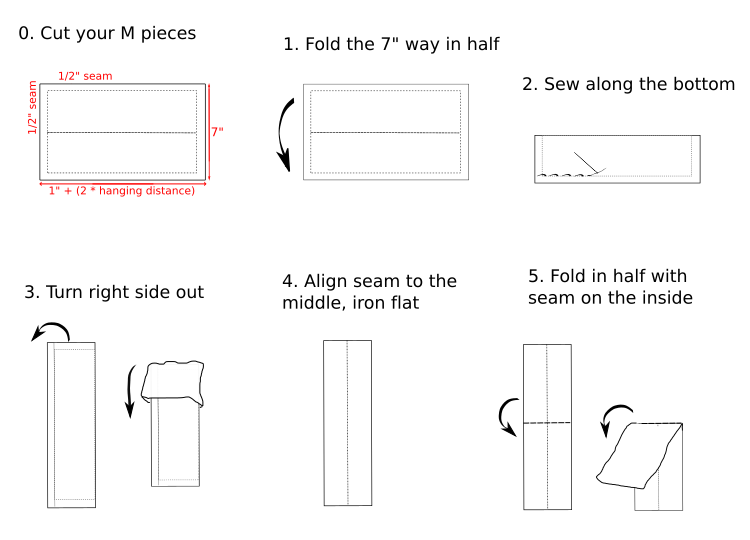 0. Cut your M pieces
1/2" seam
1/2" seam
7"
1" + (2 * hanging distance)
1. Fold the 7" way in half
2. Sew along the bottom
3. Turn right side out
4. Align seam to the
middle, iron flat
5. Fold in half with
seam on the inside